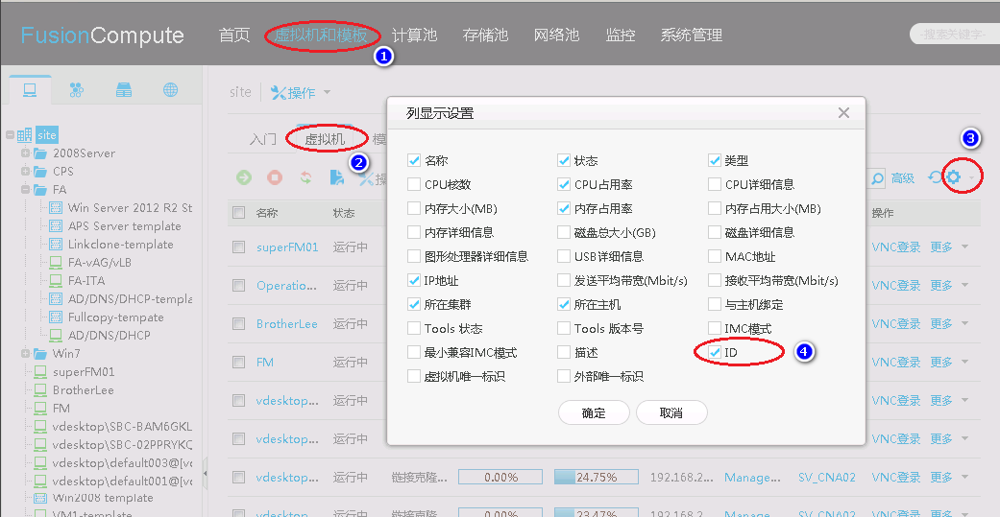 FusionCompute 首页 虚拟机和模板 计算池 存储池 网络池 监控 系统管理 -搜索关键字-
1
site 操作
列显示设置
入门 虚拟机 模
2
3
高级
名称 状态 操作
site
2008Server
CPS
FA
Win Server 2012 R2 St
APS Server template
Linkclone-template
FA-vAG/vLB
FA-ITA
AD/DNS/DHCP-templa
Fullcopy-tempate
AD/DNS/DHCP
Win7
superFM01
BrotherLee
FM
vdesktop\SBC-BAM6GKL
vdesktop\SBC-02PPRYKQ
vdesktop\default003@[vd
vdesktop\default001@[vd
Win2008 template
VM1-template
名称 状态 类型
CPU核数 CPU占用率 CPU详细信息
内存大小(MB) 内存占用率 内存占用大小(MB)
内存详细信息 磁盘总大小(GB) 磁盘详细信息
图形处理器详细信息 USB详细信息 MAC地址
IP地址 发送平均带宽(Mbit/s) 接收平均带宽(Mbit/s)
所在集群 所在主机 与主机绑定
Tools 状态 Tools 版本号 IMC模式
最小兼容IMC模式 描述 ID
4
虚拟机唯一标识 外部唯一标识
确定 取消
superFM01 运行中 VNC登录 更多
Operatio... 运行中 VNC登录 更多
BrotherLee 运行中 VNC登录 更多
FM 运行中 VNC登录 更多
vdesktop... 运行中 VNC登录 更多
vdesktop... 运行中 VNC登录 更多
vdesktop... 运行中 链接克隆... 0.00% 24.75% 192.168.2... Manage... SV_CNA02 VNC登录 更多
vdesktop... 运行中 链接克隆... 0.00% 23.47% 192.168.2... Manage... SV_CNA02 VNC登录 更多